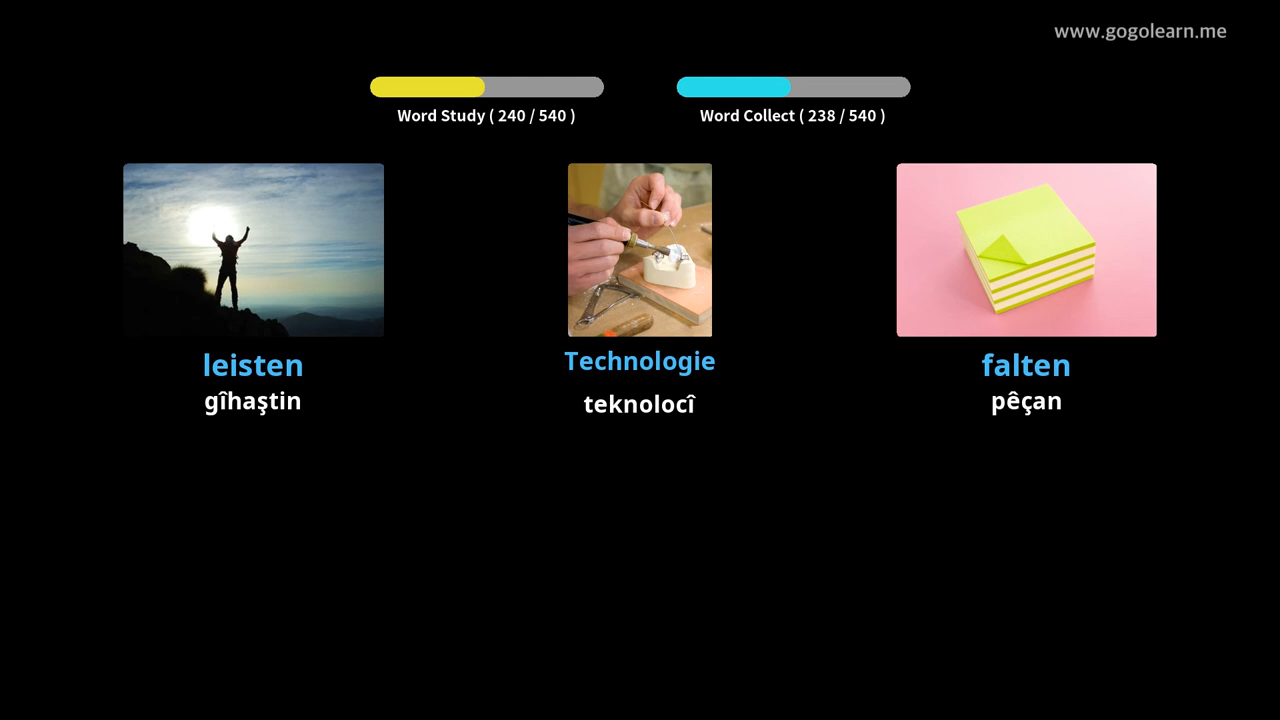 www.gogolearn.me
Word Study ( 240 / 540 )
Word Collect ( 238 / 540 )
leisten
gîhaştin
Technologie
teknolocî
falten
pêçan